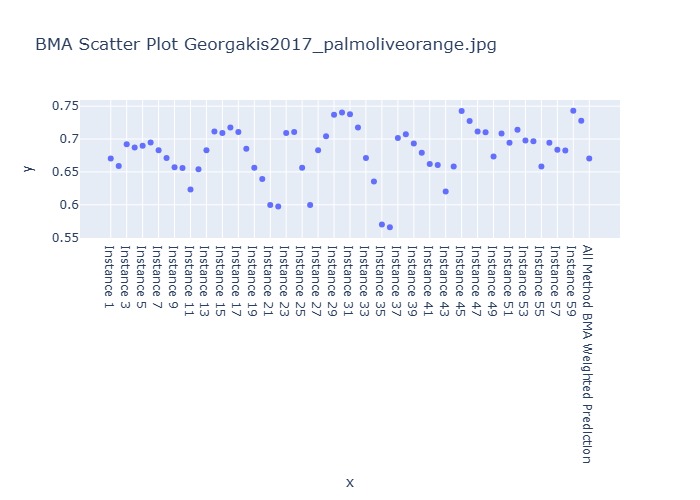 BMA Scatter Plot Georgakis2017_palmoliveorange.jpg
0.75
0.7
0.65
0.6
0.55
y
Instance 1
Instance 3
Instance 5
Instance 7
Instance 9
Instance 11
Instance 13
Instance 15
Instance 17
Instance 19
Instance 21
Instance 23
Instance 25
Instance 27
Instance 29
Instance 31
Instance 33
Instance 35
Instance 37
Instance 39
Instance 41
Instance 43
Instance 45
Instance 47
Instance 49
Instance 51
Instance 53
Instance 55
Instance 57
Instance 59
All Method BMA Weighted Prediction
x